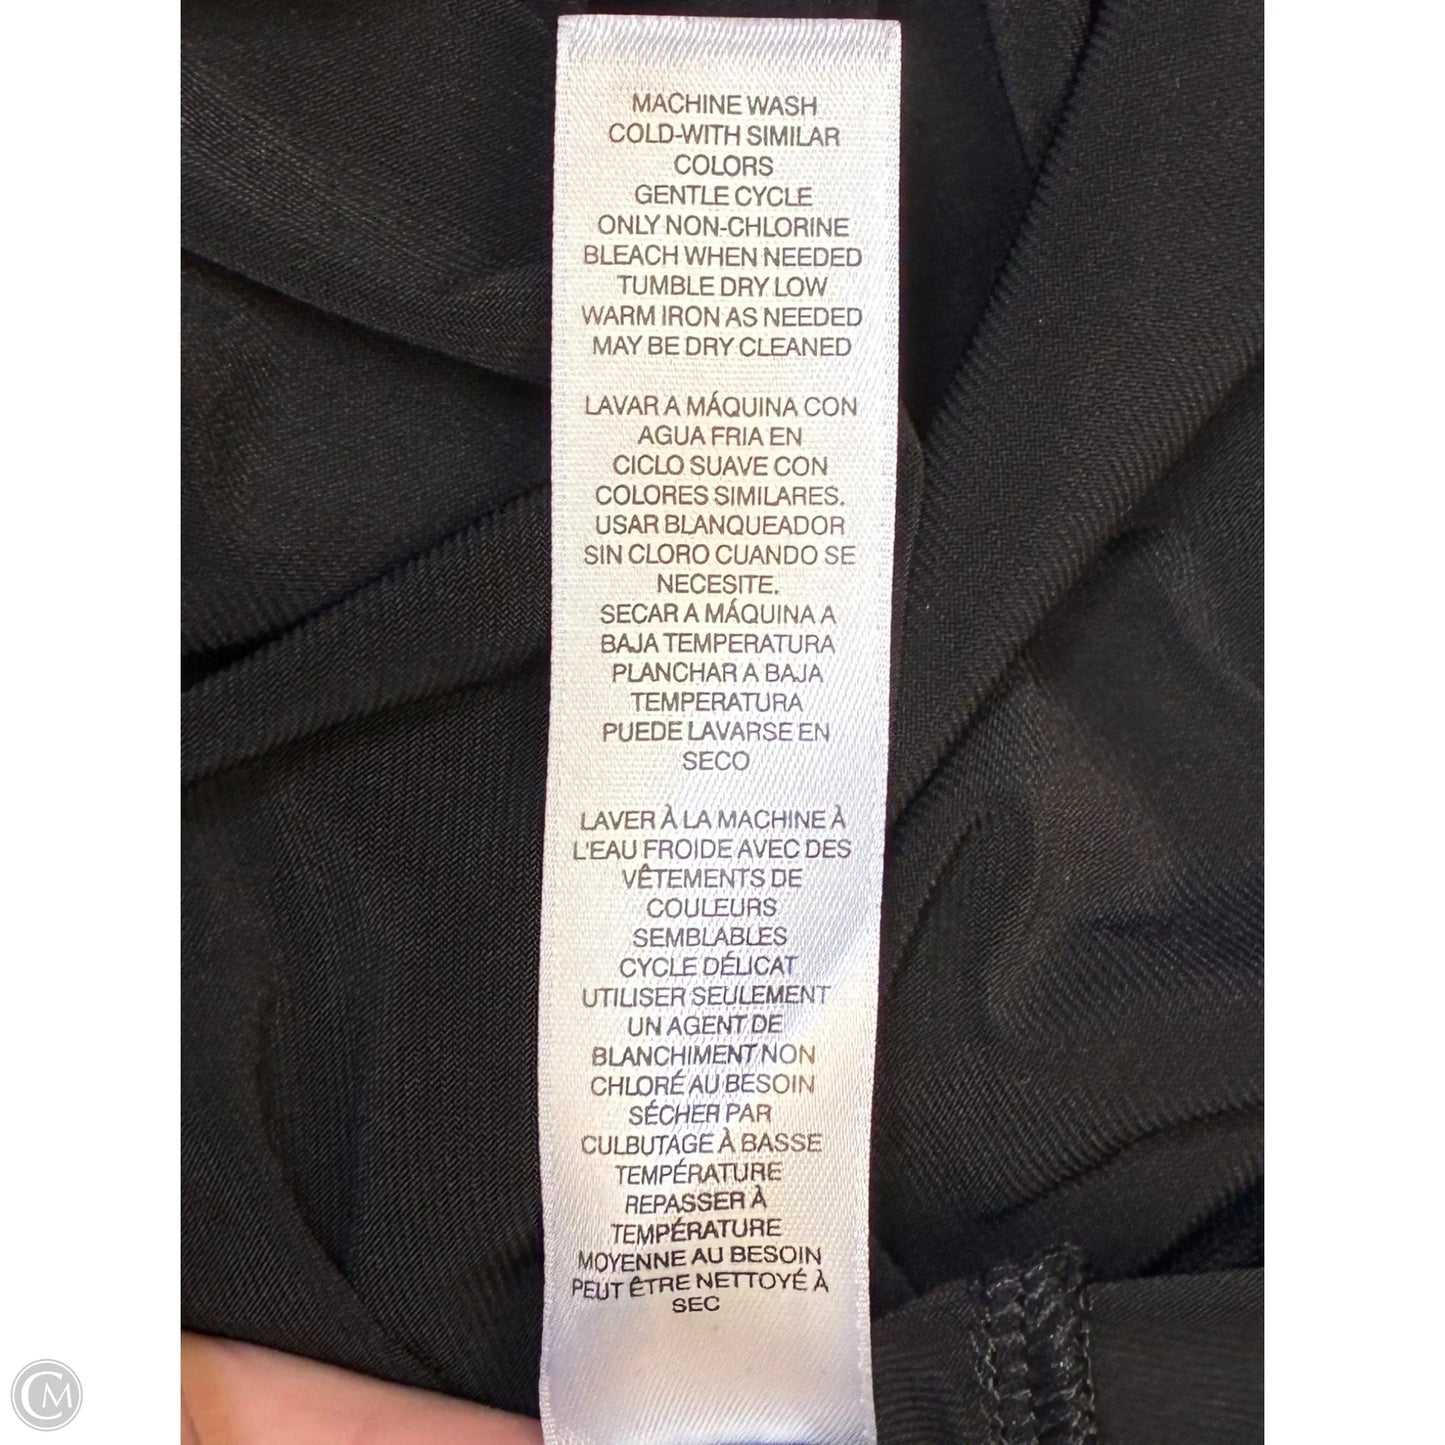 MACHINE WASH
COLD-WITH SIMILAR
COLORS
GENTLE CYCLE
ONLY NON-CHLORINE
BLEACH WHEN NEEDED
TUMBLE DRY LOW
WARM IRON AS NEEDED
MAY BE DRY CLEANED
LAVAR A MÁQUINA CON
AGUA FRIA EN
CICLO SUAVE CON
COLORES SIMILARES.
USAR BLANQUEADOR
SIN CLORO CUANDO SE
NECESITE.
SECAR A MÁQUINA A
BAJA TEMPERATURA
PLANCHAR A BAJA
TEMPERATURA
PUEDE LAVARSE EN
SECO
LAVER À LA MACHINE À
L'EAU FROIDE AVEC DES
VÊTEMENTS DE
COULEURS
SEMBLABLES
CYCLE DÉLICAT
UTILISER SEULEMENT
UN AGENT DE
BLANCHIMENT NON
CHLORÉ AU BESOIN
SÉCHER PAR
CULBUTAGE À BASSE
TEMPÉRATURE
REPASSER À
TEMPÉRATURE
MOYENNE AU BESOIN
PEUT ÊTRE NETTOYÉ À
SEC
CM